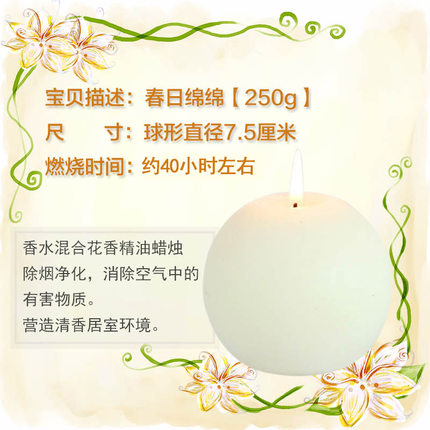 宝贝描述：春日绵绵【250g】
尺 寸：球形直径7.5厘米
燃烧时间：约40小时左右
香水混合花香精油蜡烛
除烟净化，消除空气中的
有害物质。
营造清香居室环境。